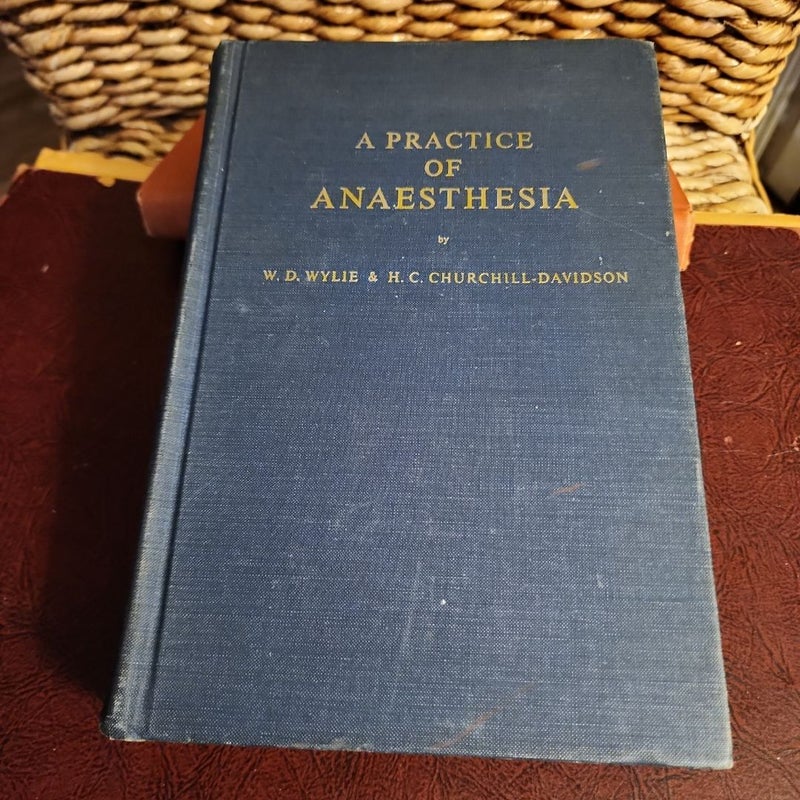 A PRACTICE
OF
ANAESTHESIA
by
W. D. WYLIE & H. C. CHURCHILL-DAVIDSON